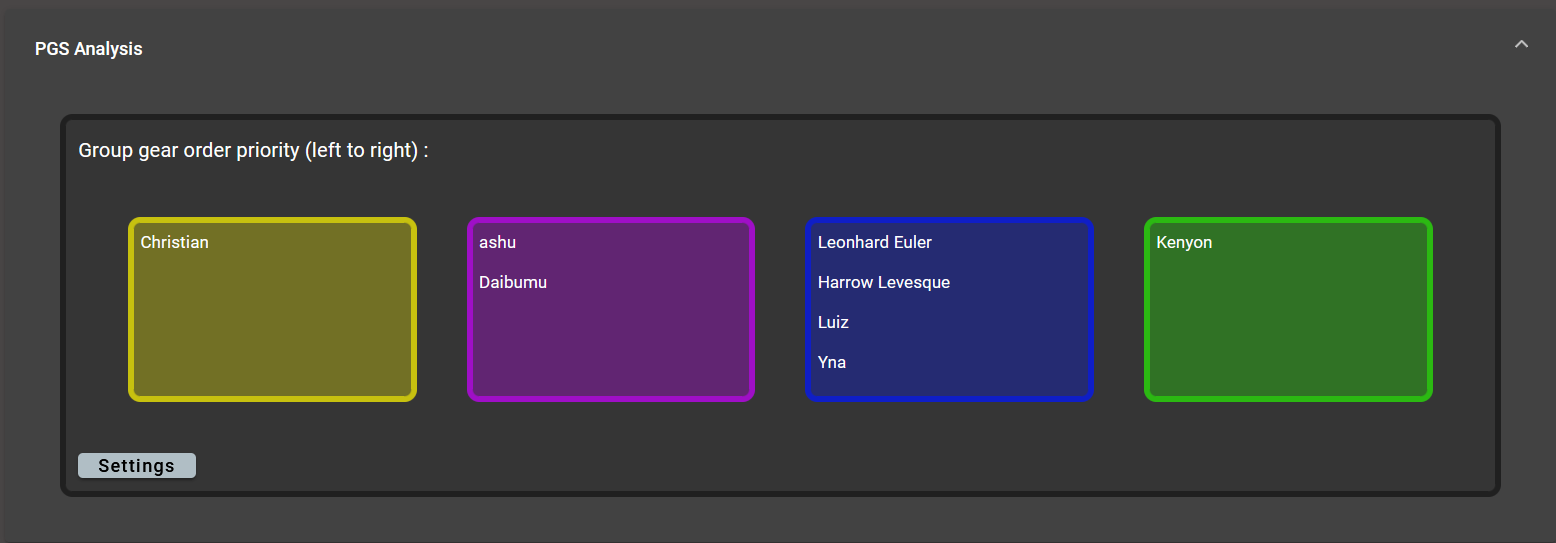 PGS Analysis
Group gear order priority (left to right) :
Christian
ashu
Daibumu
Leonhard Euler
Harrow Levesque
Luiz
Yna
Kenyon
Settings